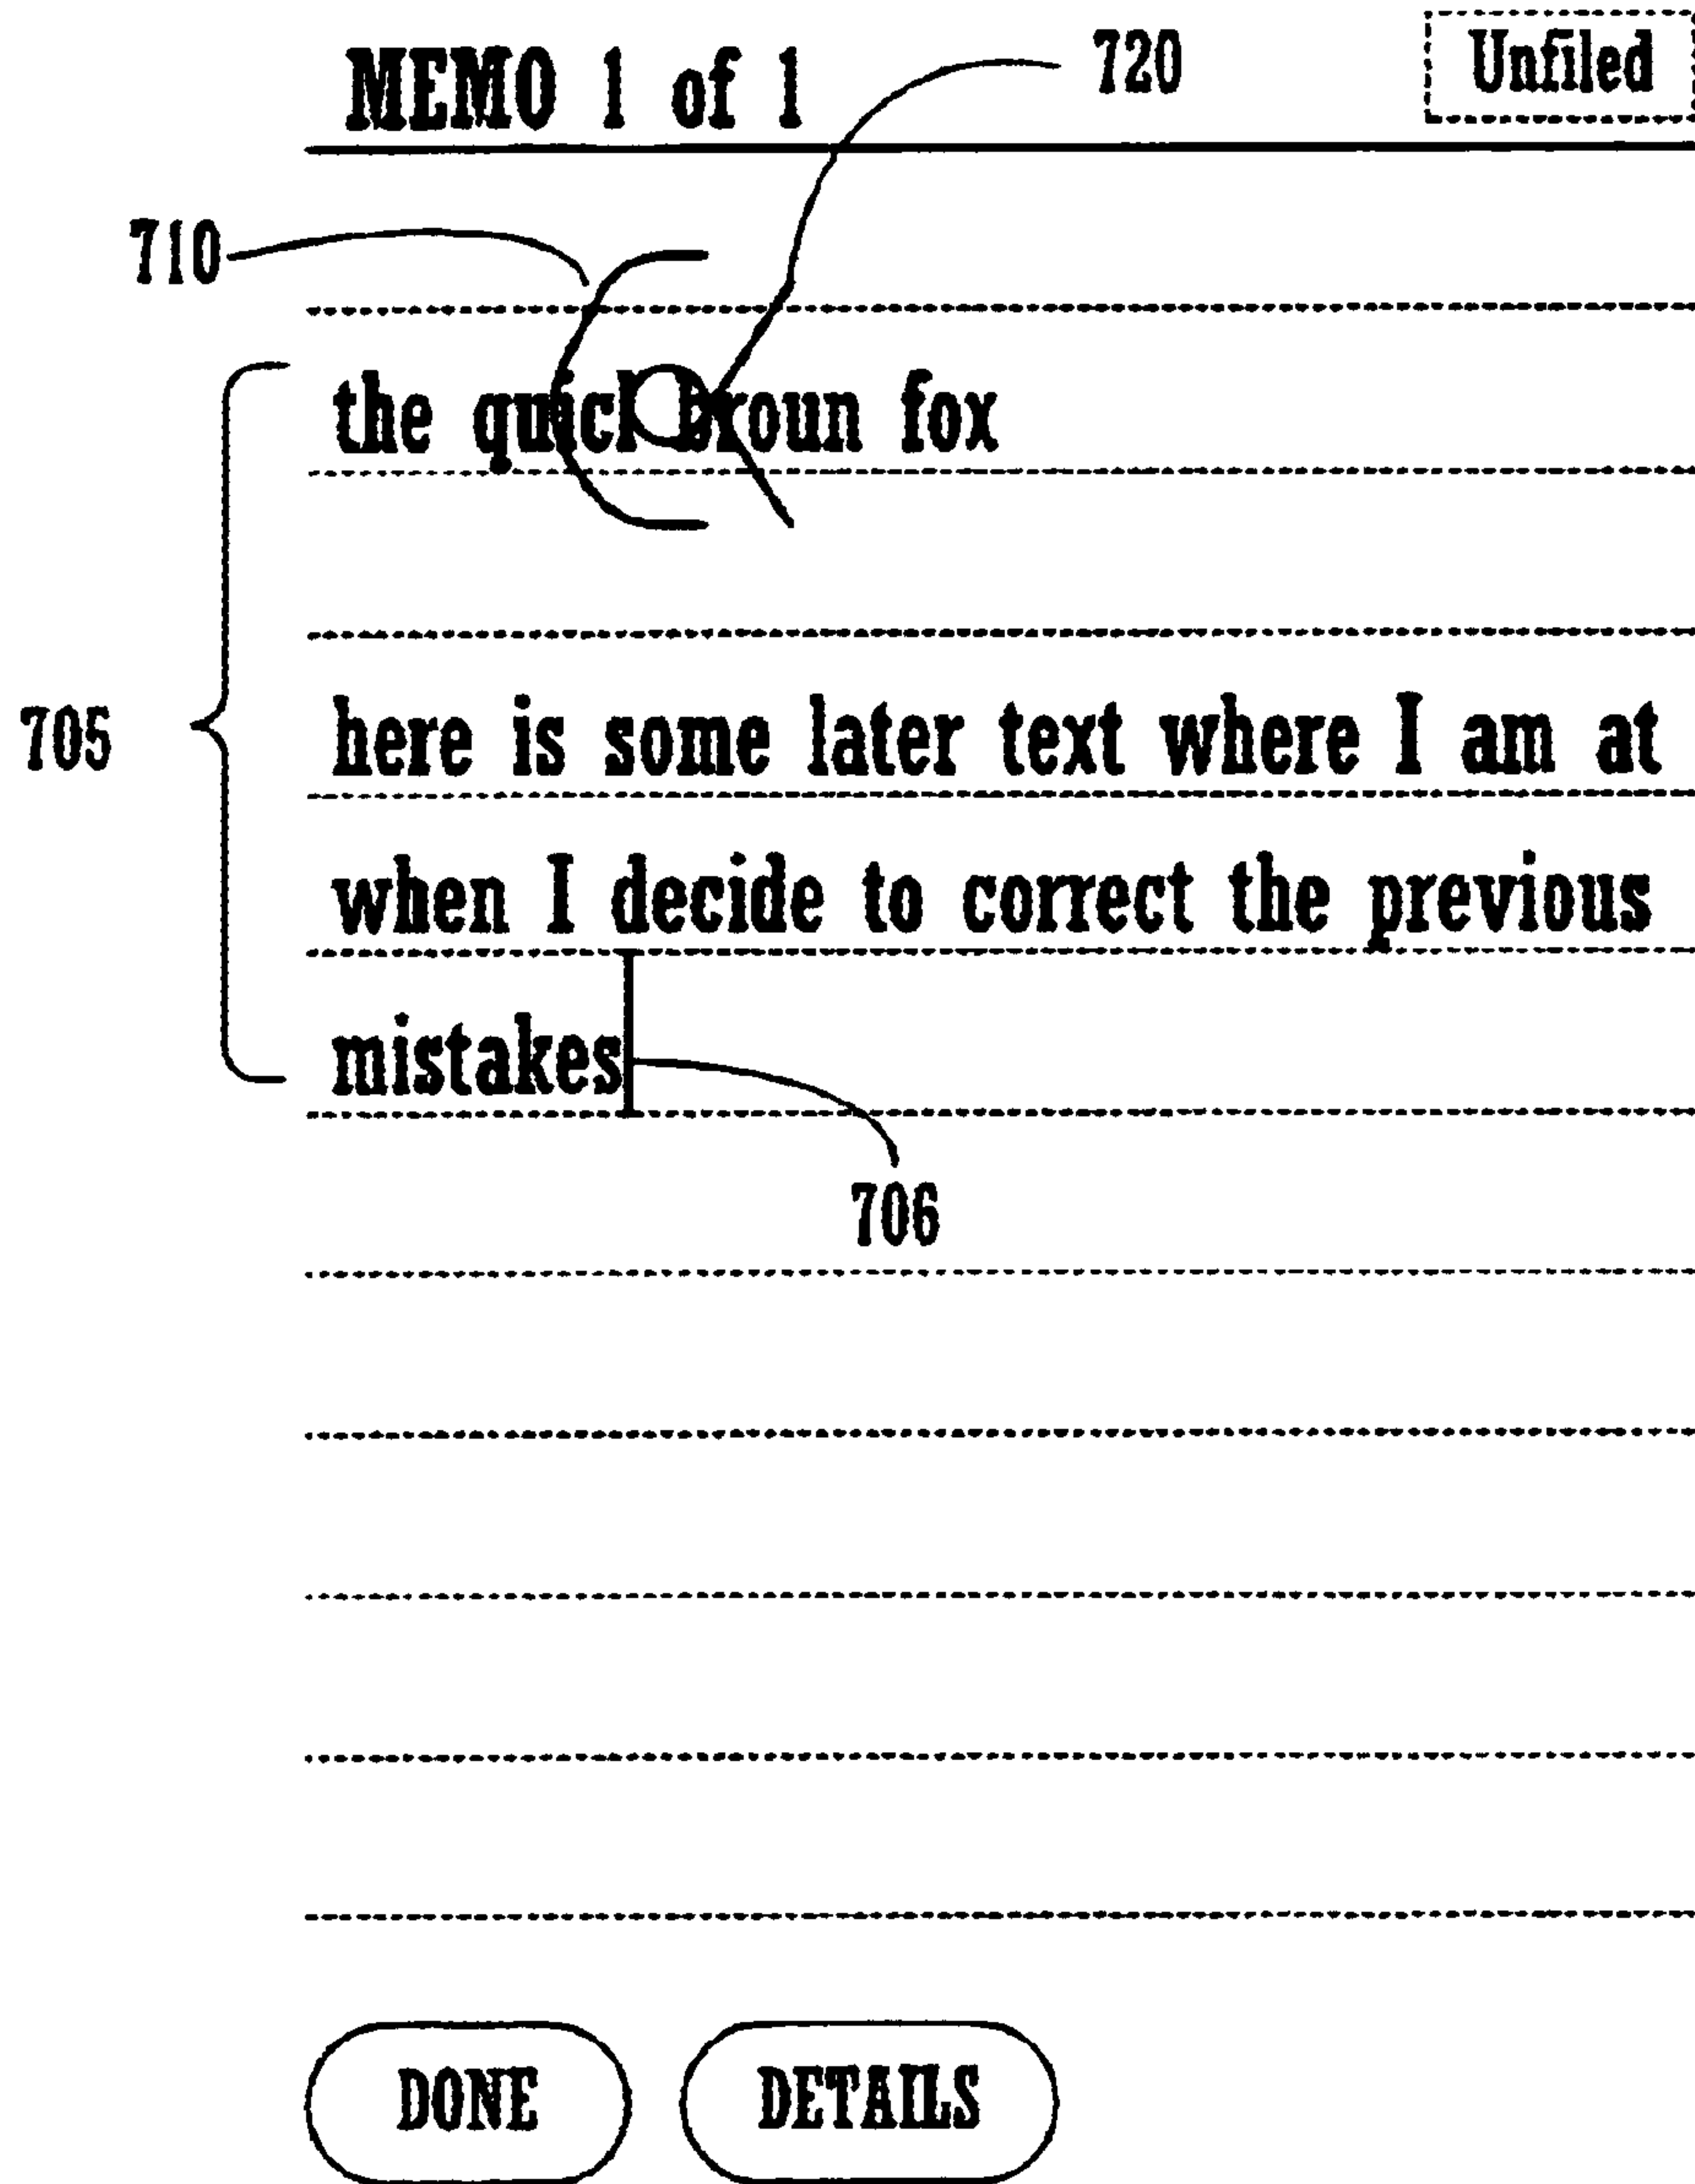 MEMO 1 of 1
720
Unfiled
710
the quick broun fox
705
here is some later text where I am at
when I decide to correct the previous
mistakes
706
DONE
DETAILS